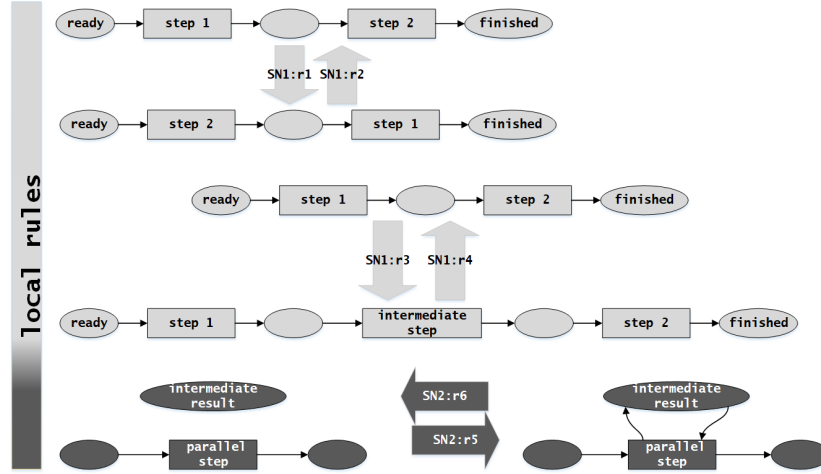 ready
step 1
step 2
finished
SN1:r1
SN1:r2
ready
step 2
step 1
finished
ready
step 1
step 2
finished
SN1:r3
SN1:r4
ready
step 1
intermediate
step
step 2
finished
local rules
intermediate
result
SN2:r6
intermediate
result
parallel
step
SN2:r5
parallel
step